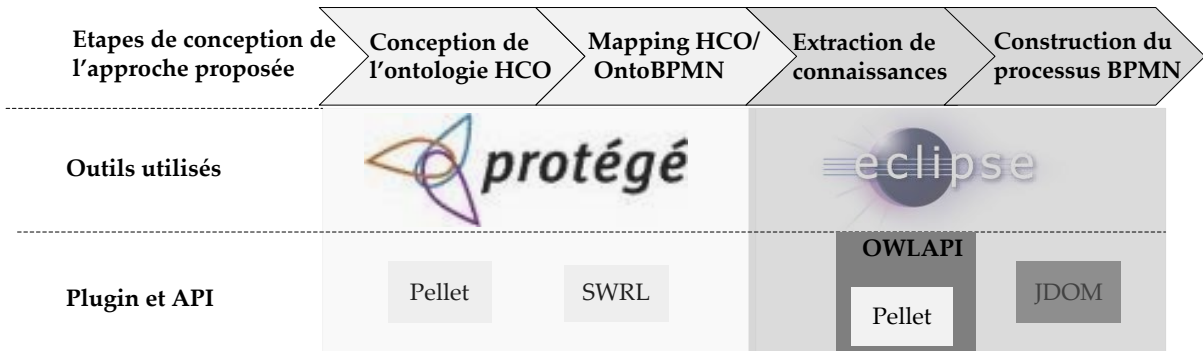 Etapes de conception de
l'approche proposée
Conception de
l'ontologie HCO
Mapping HCO/
OntoBPMN
Extraction de
connaissances
Construction du
processus BPMN
Outils utilisés
protégé
eclipse
Plugin et API
Pellet
SWRL
OWLAPI
Pellet
JDOM